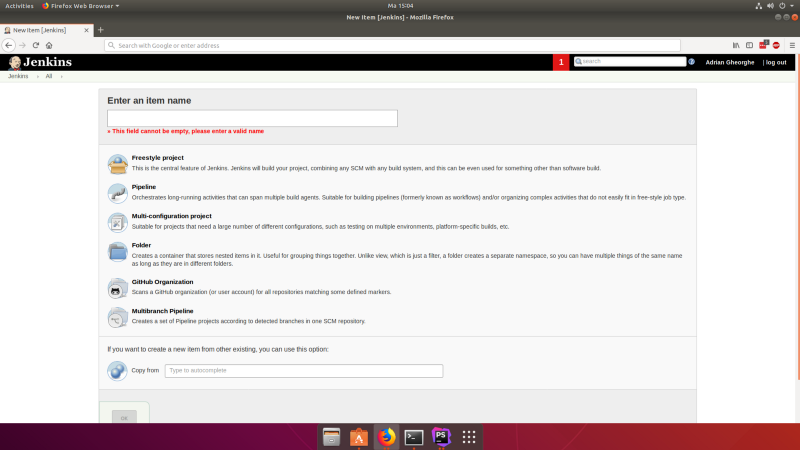 Activities Firefox Web Browser Ma 15:04
New Item [Jenkins] - Mozilla Firefox
New Item [Jenkins]
Search with Google or enter address
Jenkins 1 search Adrian Gheorghe | log out
Jenkins All
Enter an item name
» This field cannot be empty, please enter a valid name
Freestyle project
This is the central feature of Jenkins. Jenkins will build your project, combining any SCM with any build system, and this can be even used for something other than software build.
Pipeline
Orchestrates long-running activities that can span multiple build agents. Suitable for building pipelines (formerly known as workflows) and/or organizing complex activities that do not easily fit in free-style job type.
Multi-configuration project
Suitable for projects that need a large number of different configurations, such as testing on multiple environments, platform-specific builds, etc.
Folder
Creates a container that stores nested items in it. Useful for grouping things together. Unlike view, which is just a filter, a folder creates a separate namespace, so you can have multiple things of the same name
as long as they are in different folders.
GitHub Organization
Scans a GitHub organization (or user account) for all repositories matching some defined markers.
Multibranch Pipeline
Creates a set of Pipeline projects according to detected branches in one SCM repository.
If you want to create a new item from other existing, you can use this option:
Copy from Type to autocomplete
OK
PS